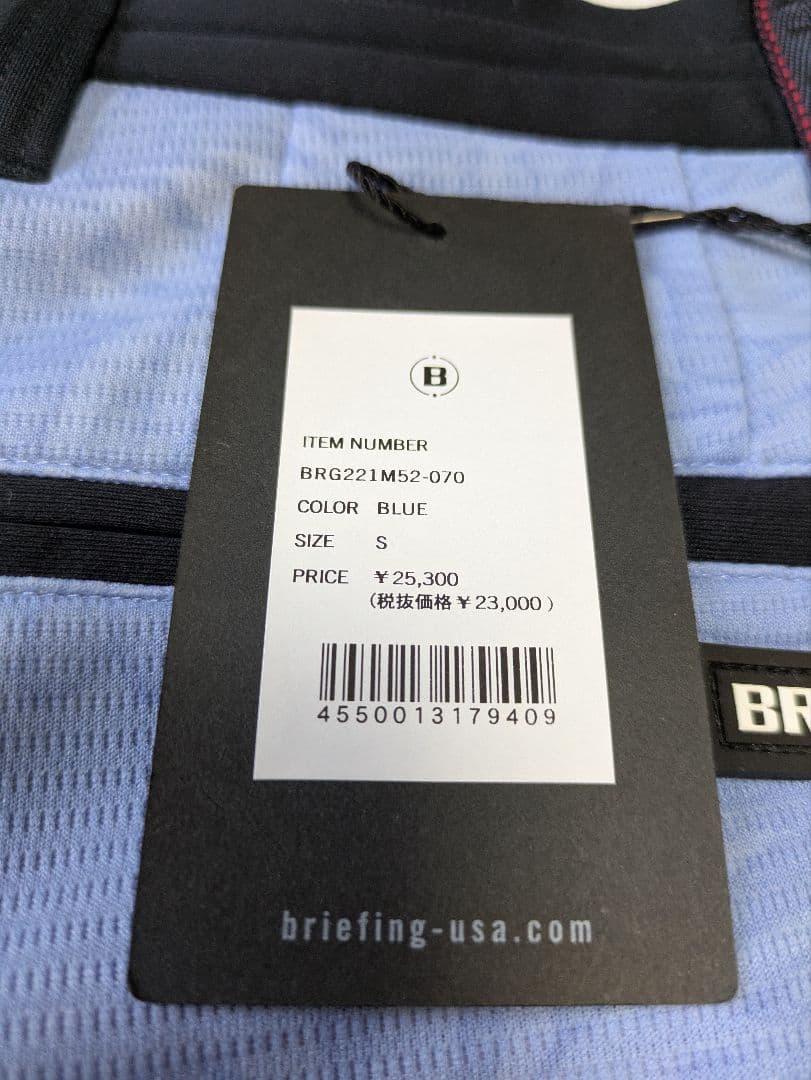 B
ITEM NUMBER
BRG221M52-070
COLOR BLUE
SIZE S
PRICE ¥25,300
(税抜価格¥23,000)
4550013179409
BR
briefing-usa.com